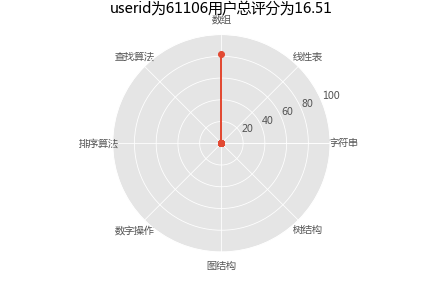 userid为61106用户总评分为16.51
数组
查找算法
线性表
100
80
60
40
20
排序算法
字符串
数字操作
树结构
图结构